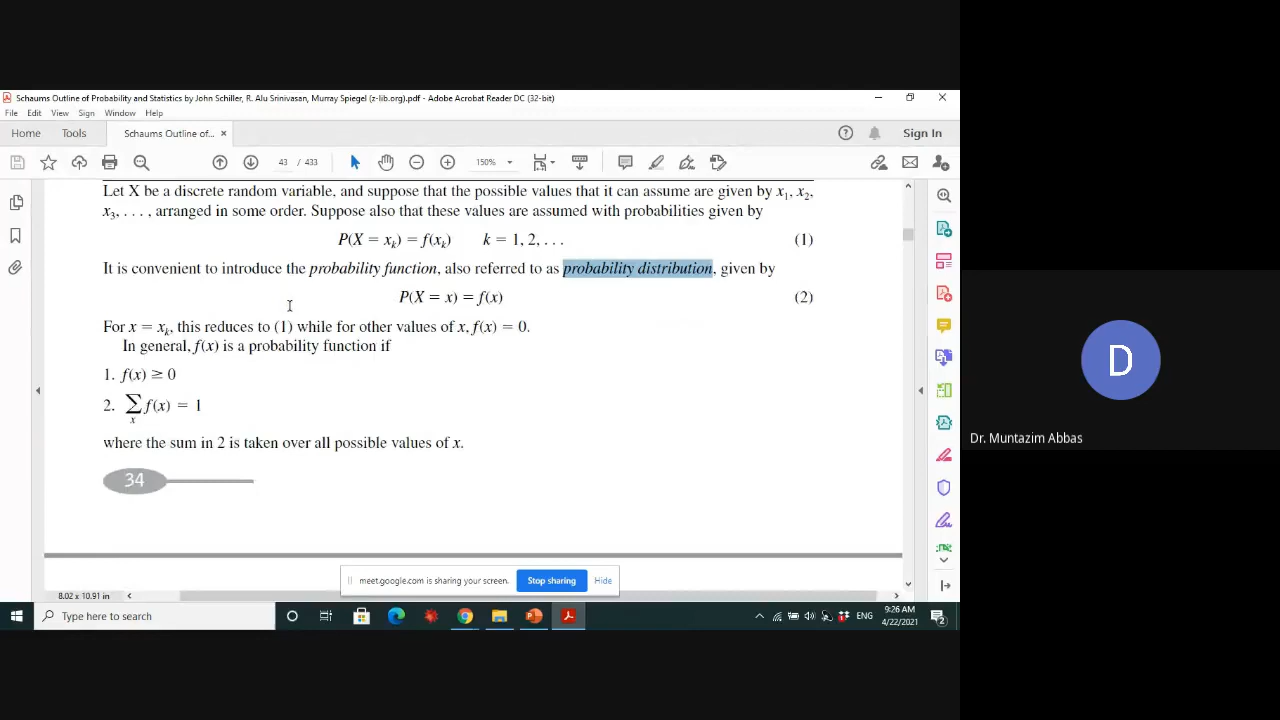 Schaums Outline of Probability and Statistics by John Schiller, R. Alu Srinivasan, Murray Spiegel (z-lib.org).pdf - Adobe Acrobat Reader DC (32-bit)
File Edit View Sign Window Help
Home Tools Schaums Outline of... × Sign In
43 / 433 150%
Let X be a discrete random variable, and suppose that the possible values that it can assume are given by x₁, x₂,
x₃, . . . , arranged in some order. Suppose also that these values are assumed with probabilities given by
P(X = xₖ) = f(xₖ) k = 1, 2, . . . (1)
It is convenient to introduce the probability function, also referred to as probability distribution, given by
P(X = x) = f(x) (2)
For x = xₖ, this reduces to (1) while for other values of x, f(x) = 0.
In general, f(x) is a probability function if
1. f(x) ≥ 0
2. ∑ f(x) = 1
x
where the sum in 2 is taken over all possible values of x.
34
D
Dr. Muntazim Abbas
meet.google.com is sharing your screen. Stop sharing Hide
8.02 x 10.91 in
Type here to search
ENG
9:26 AM
4/22/2021
2